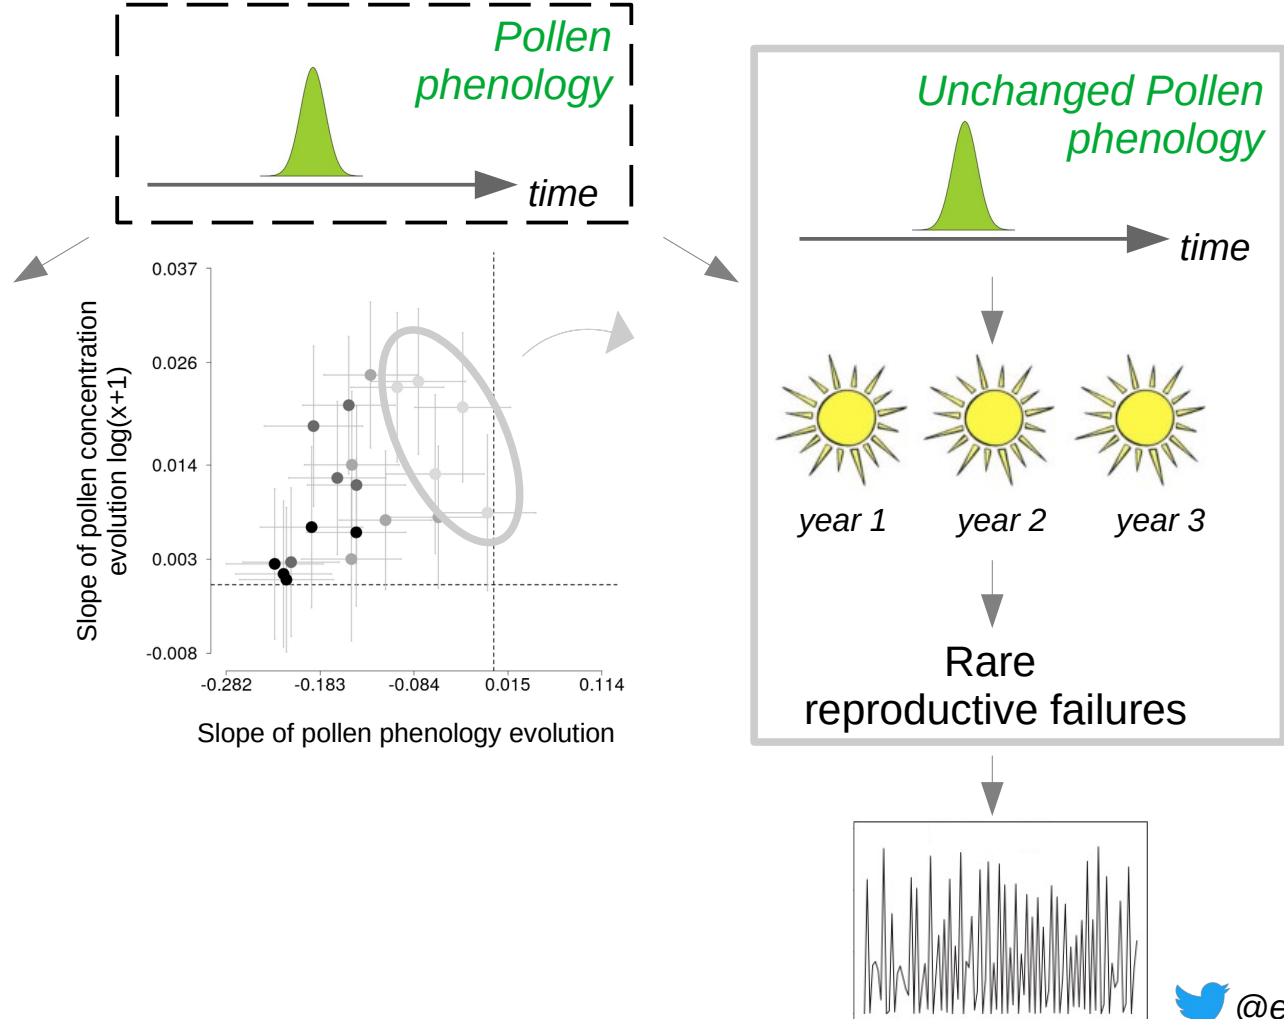 Pollen
phenology
time
Unchanged Pollen
phenology
time
0.037
0.026
0.014
0.003
-0.008
Slope of pollen concentration
evolution log(x+1)
-0.282 -0.183 -0.084 0.015 0.114
Slope of pollen phenology evolution
year 1 year 2 year 3
Rare
reproductive failures